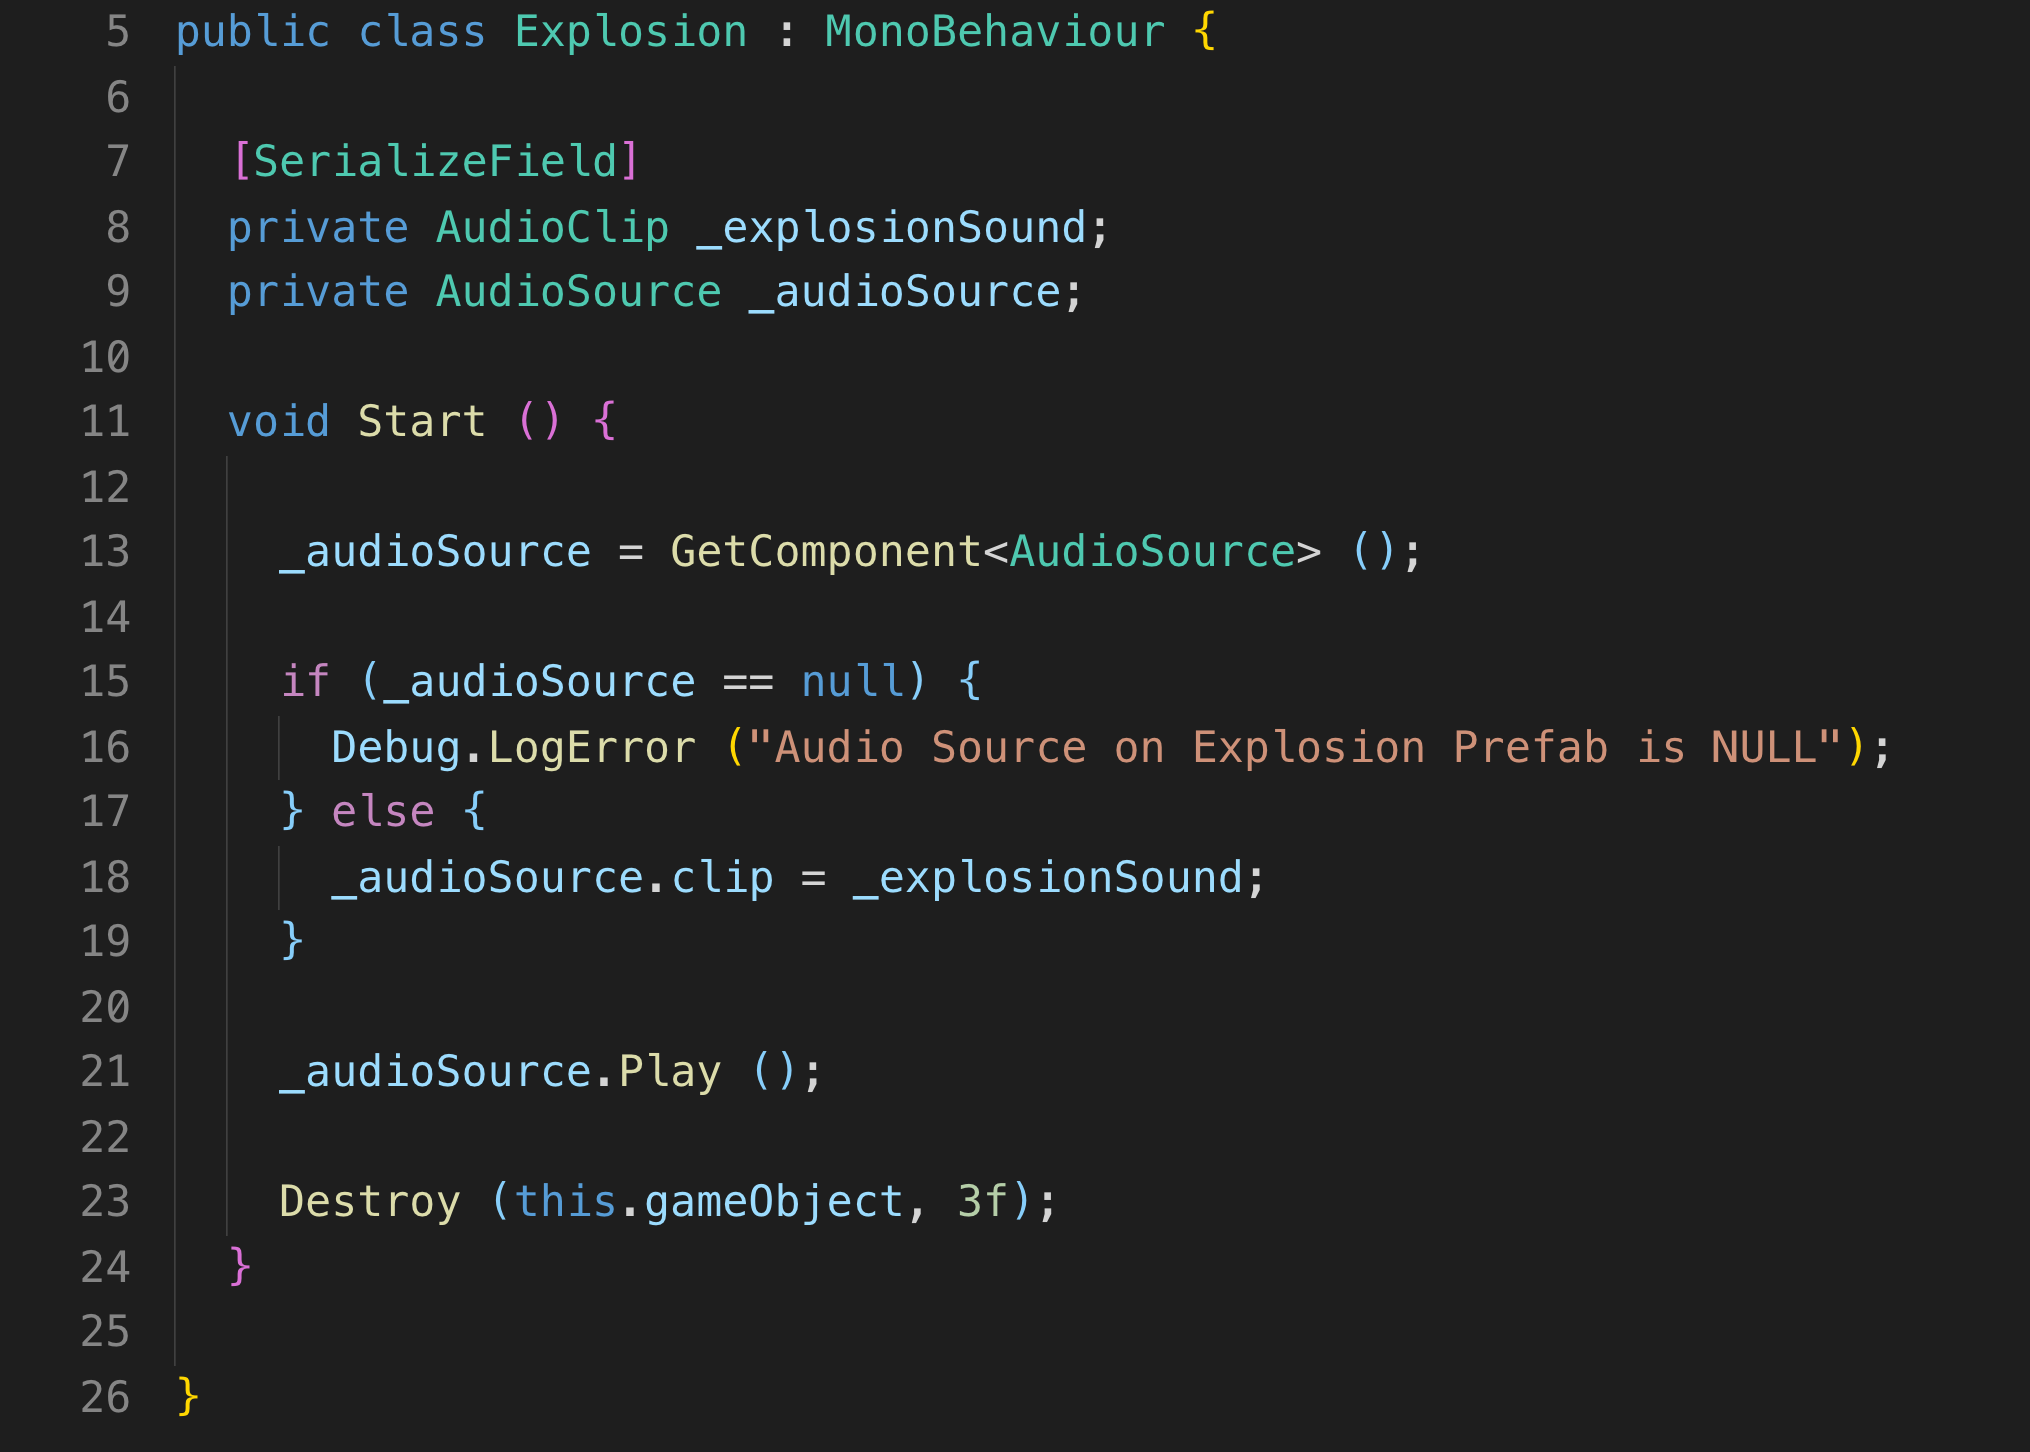 5 public class Explosion : MonoBehaviour {
6
7 [SerializeField]
8 private AudioClip _explosionSound;
9 private AudioSource _audioSource;
10
11 void Start () {
12
13 _audioSource = GetComponent<AudioSource> ();
14
15 if (_audioSource == null) {
16 Debug.LogError ("Audio Source on Explosion Prefab is NULL");
17 } else {
18 _audioSource.clip = _explosionSound;
19 }
20
21 _audioSource.Play ();
22
23 Destroy (this.gameObject, 3f);
24 }
25
26 }